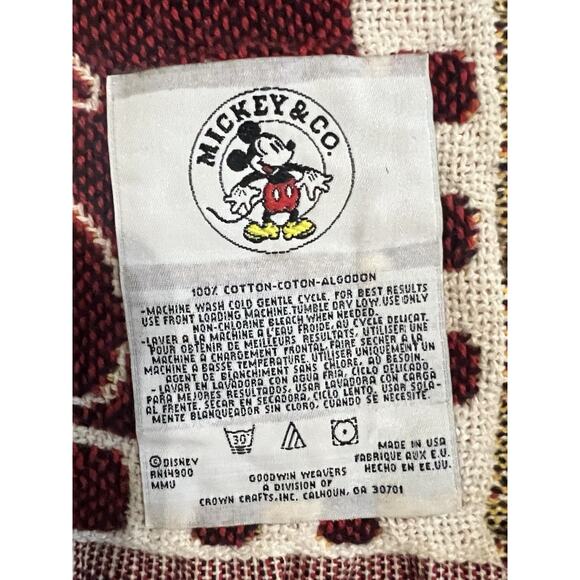 MICKEY & CO.
100% COTTON-COTON-ALGODON
-MACHINE WASH COLD GENTLE CYCLE. FOR BEST RESULTS
USE FRONT LOADING MACHINE. TUMBLE DRY LOW. USE ONLY
NON-CHLORINE BLEACH WHEN NEEDED.
-LAVER A LA MACHINE A L'EAU FROIDE, AU CYCLE DELICAT.
POUR OBTENIR DE MEILLEURS RESULTATS, UTILISER UNE
MACHINE A CHARGEMENT FRONTAL. FAIRE SECHER A LA
MACHINE A BASSE TEMPERATURE. UTILISER UNIQUEMENT UN
AGENT DE BLANCHIMENT SANS CHLORE, AU BESOIN.
- LAVAR EN LAVADORA CON AGUA FRIA, CICLO DELICADO.
PARA MEJORES RESULTADOS, USAR LAVADORA CON CARGA
AL FRENTE. SECAR EN SECADORA, CICLO LENTO. USAR SOLA-
MENTE BLANQUEADOR SIN CLORO, CUANDO SE NECESITE.
30°
© DISNEY
RN14900
MMU
GOODWIN WEAVERS
A DIVISION OF
CROWN CRAFTS, INC. CALHOUN, GA 30701
MADE IN USA
FABRIQUE AUX E.U.
HECHO EN EE.UU.